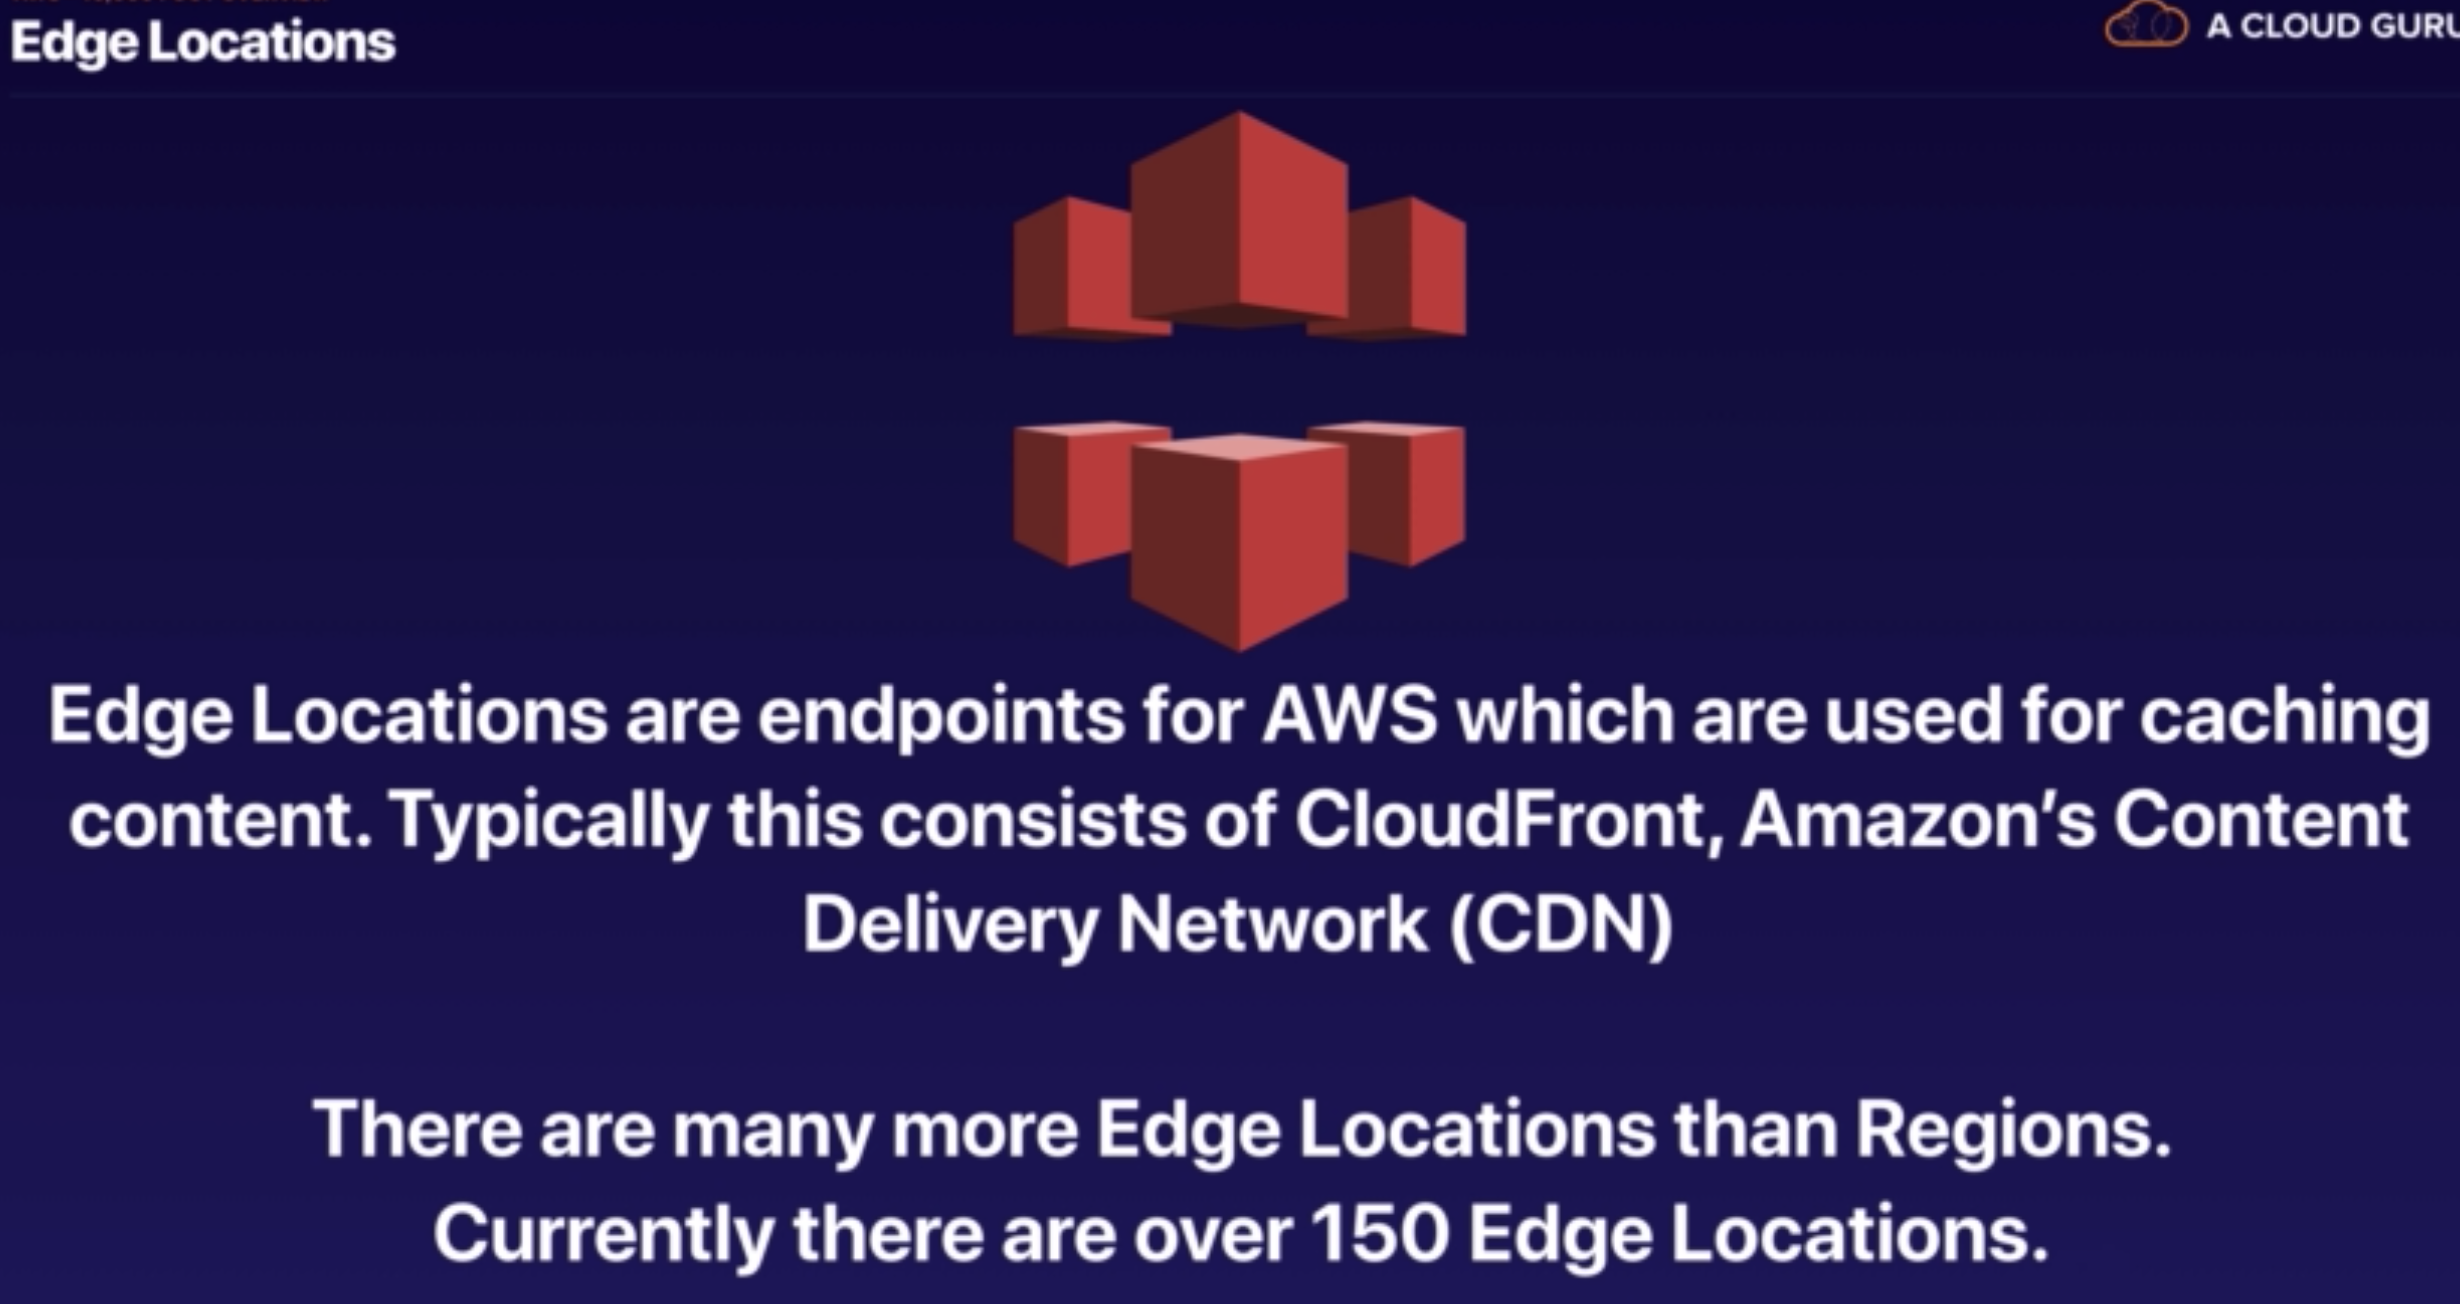 Edge Locations
A CLOUD GURU
Edge Locations are endpoints for AWS which are used for caching
content. Typically this consists of CloudFront, Amazon’s Content
Delivery Network (CDN)
There are many more Edge Locations than Regions.
Currently there are over 150 Edge Locations.